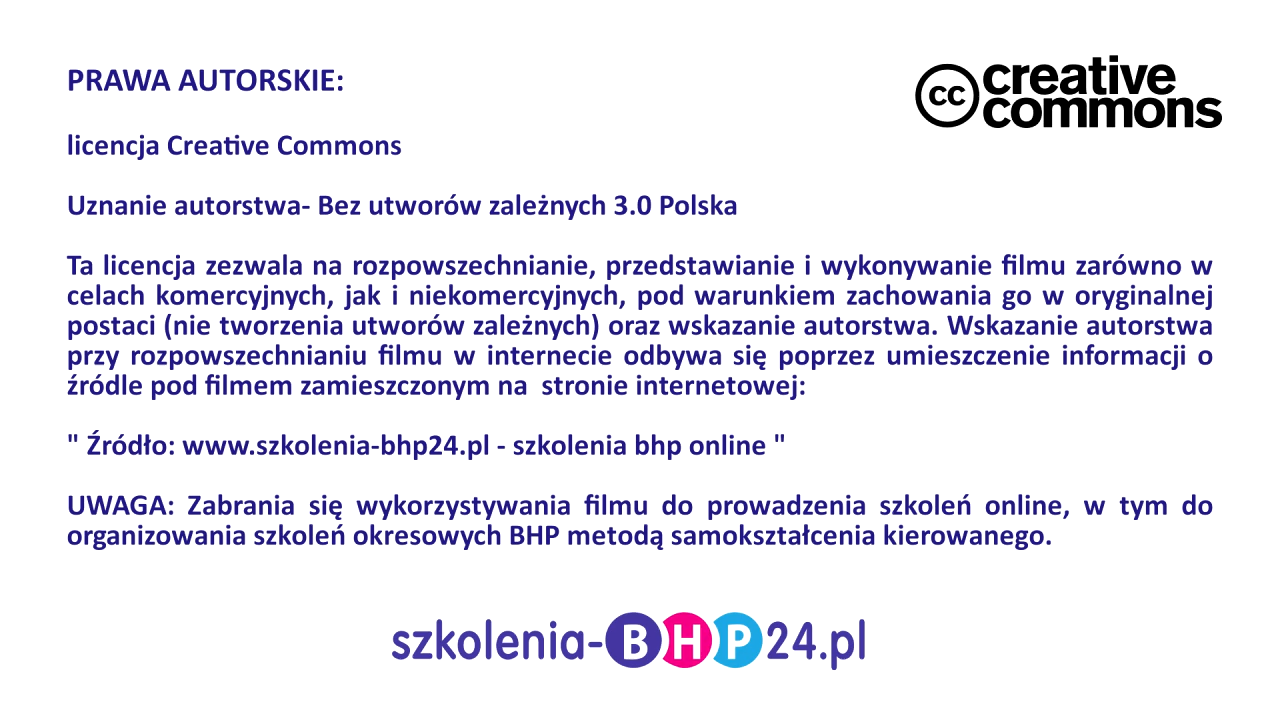 PRAWA AUTORSKIE:
cc creative commons
licencja Creative Commons
Uznanie autorstwa- Bez utworów zależnych 3.0 Polska
Ta licencja zezwala na rozpowszechnianie, przedstawianie i wykonywanie filmu zarówno w
celach komercyjnych, jak i niekomercyjnych, pod warunkiem zachowania go w oryginalnej
postaci (nie tworzenia utworów zależnych) oraz wskazanie autorstwa. Wskazanie autorstwa
przy rozpowszechnianiu filmu w internecie odbywa się poprzez umieszczenie informacji o
źródle pod filmem zamieszczonym na  stronie internetowej:
" Źródło: www.szkolenia-bhp24.pl - szkolenia bhp online "
UWAGA: Zabrania się wykorzystywania filmu do prowadzenia szkoleń online, w tym do
organizowania szkoleń okresowych BHP metodą samokształcenia kierowanego.
szkolenia-BHP24.pl